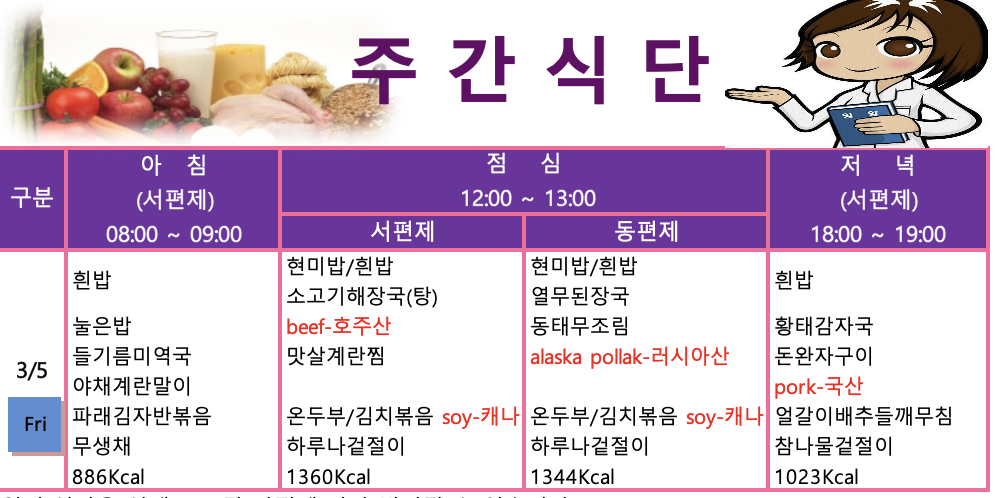 주간식단
구분
아 침
(서편제)
08:00 ~ 09:00
점 심
12:00 ~ 13:00
서편제
동편제
저 녁
(서편제)
18:00 ~ 19:00
3/5
Fri
흰밥
눌은밥
들기름미역국
야채계란말이
파래김자반볶음
무생채
886Kcal
현미밥/흰밥
소고기해장국(탕)
beef-호주산
맛살계란찜
온두부/김치볶음 soy-캐나
하루나겉절이
1360Kcal
현미밥/흰밥
열무된장국
동태무조림
alaska pollak-러시아산
온두부/김치볶음 soy-캐나
하루나겉절이
1344Kcal
흰밥
황태감자국
돈완자구이
pork-국산
얼갈이배추들깨무침
참나물겉절이
1023Kcal